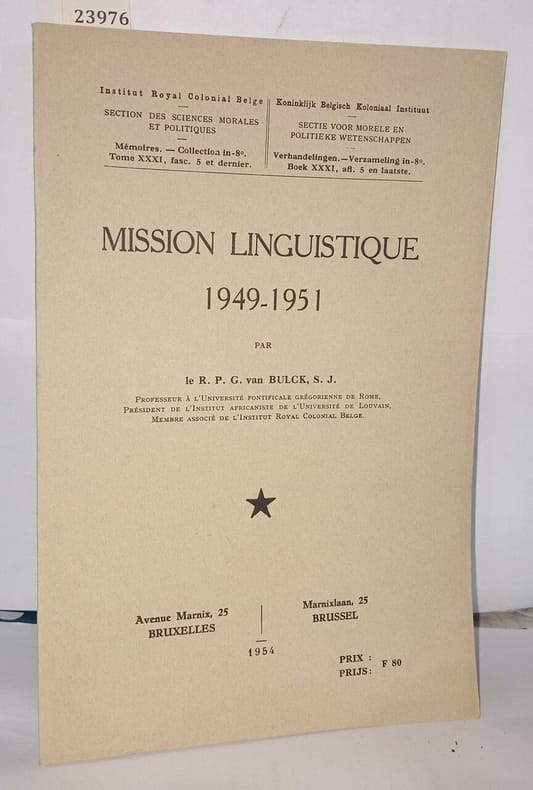 23976
Institut Royal Colonial Belge
SECTION DES SCIENCES MORALES
ET POLITIQUES
Mémoires. — Collection in-8º.
Tome XXXI, fasc. 5 et dernier.
Koninklijk Belgisch Koloniaal Instituut
SECTIE VOOR MORELE EN
POLITIEKE WETENSCHAPPEN
Verhandelingen. — Verzameling in-8º.
Boek XXXI, afl. 5 en laatste.
MISSION LINGUISTIQUE
1949-1951
PAR
le R. P. G. van BULCK, S. J.
PROFESSEUR À L'UNIVERSITÉ PONTIFICALE GRÉGORIENNE DE ROME,
PRÉSIDENT DE L'INSTITUT AFRICANISTE DE L'UNIVERSITÉ DE LOUVAIN,
MEMBRE ASSOCIÉ DE L'INSTITUT ROYAL COLONIAL BELGE.
Avenue Marnix, 25
BRUXELLES
Marnixlaan, 25
BRUSSEL
1954
PRIX :
PRIJS:
F 80